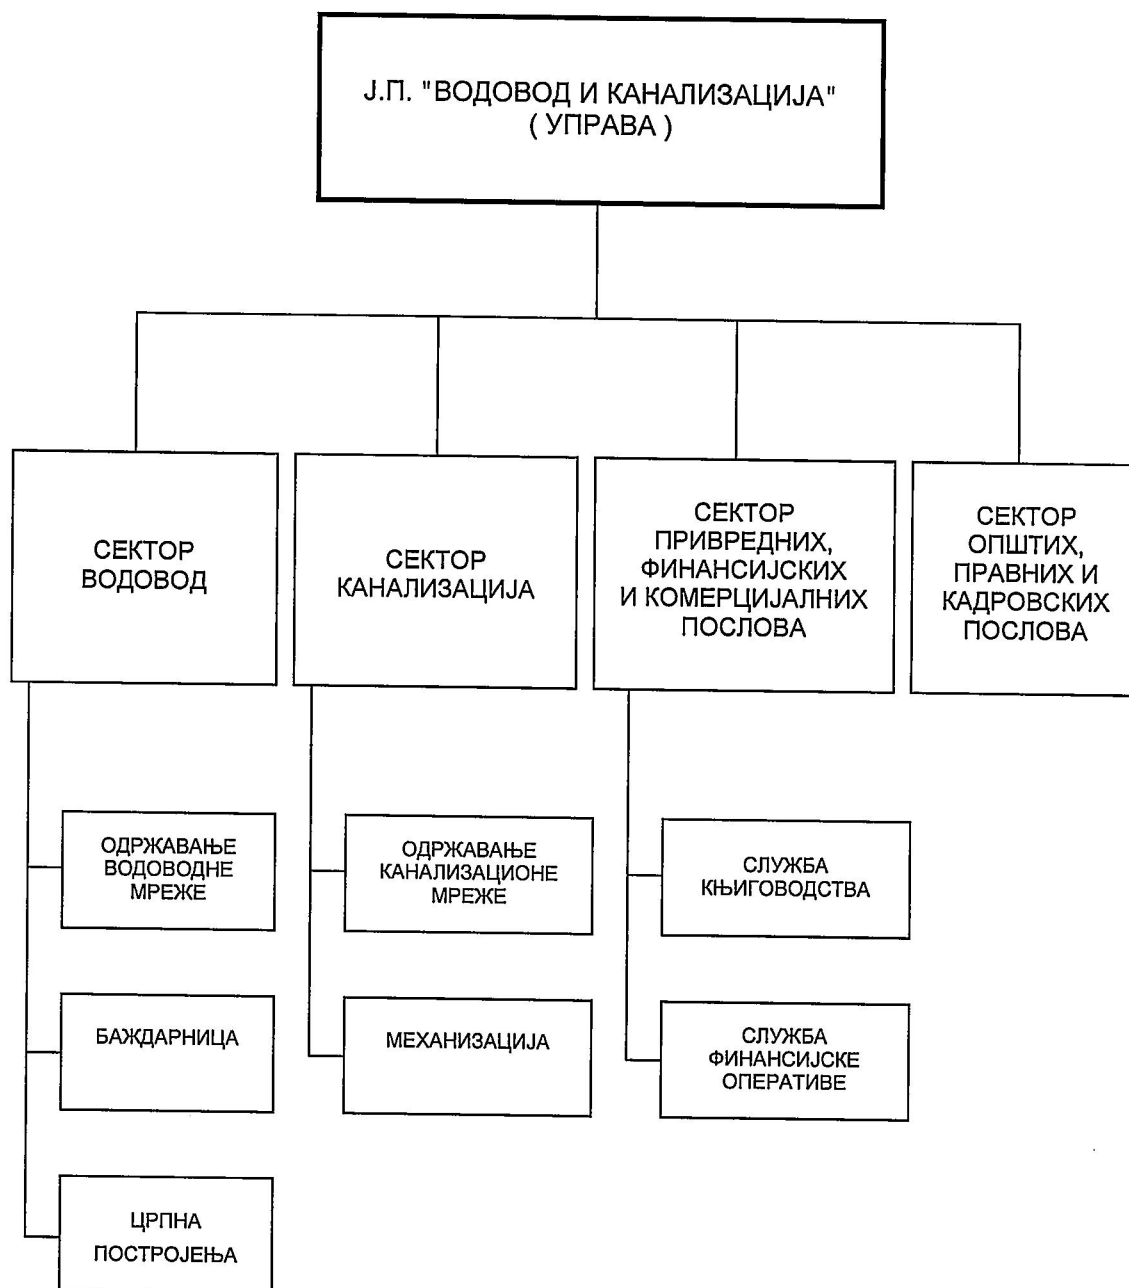 Ј.П. "ВОДОВОД И КАНАЛИЗАЦИЈА"
( УПРАВА )
СЕКТОР
ВОДОВОД
СЕКТОР
КАНАЛИЗАЦИЈА
СЕКТОР
ПРИВРЕДНИХ,
ФИНАНСИЈСКИХ
И КОМЕРЦИЈАЛНИХ
ПОСЛОВА
СЕКТОР
ОПШТИХ,
ПРАВНИХ И
КАДРОВСКИХ
ПОСЛОВА
ОДРЖАВАЊЕ
ВОДОВОДНЕ
МРЕЖЕ
ОДРЖАВАЊЕ
КАНАЛИЗАЦИОНЕ
МРЕЖЕ
СЛУЖБА
КЊИГОВОДСТВА
БАЖДАРНИЦА
МЕХАНИЗАЦИЈА
СЛУЖБА
ФИНАНСИЈСКЕ
ОПЕРАТИВЕ
ЦРПНА
ПОСТРОЈЕЊА